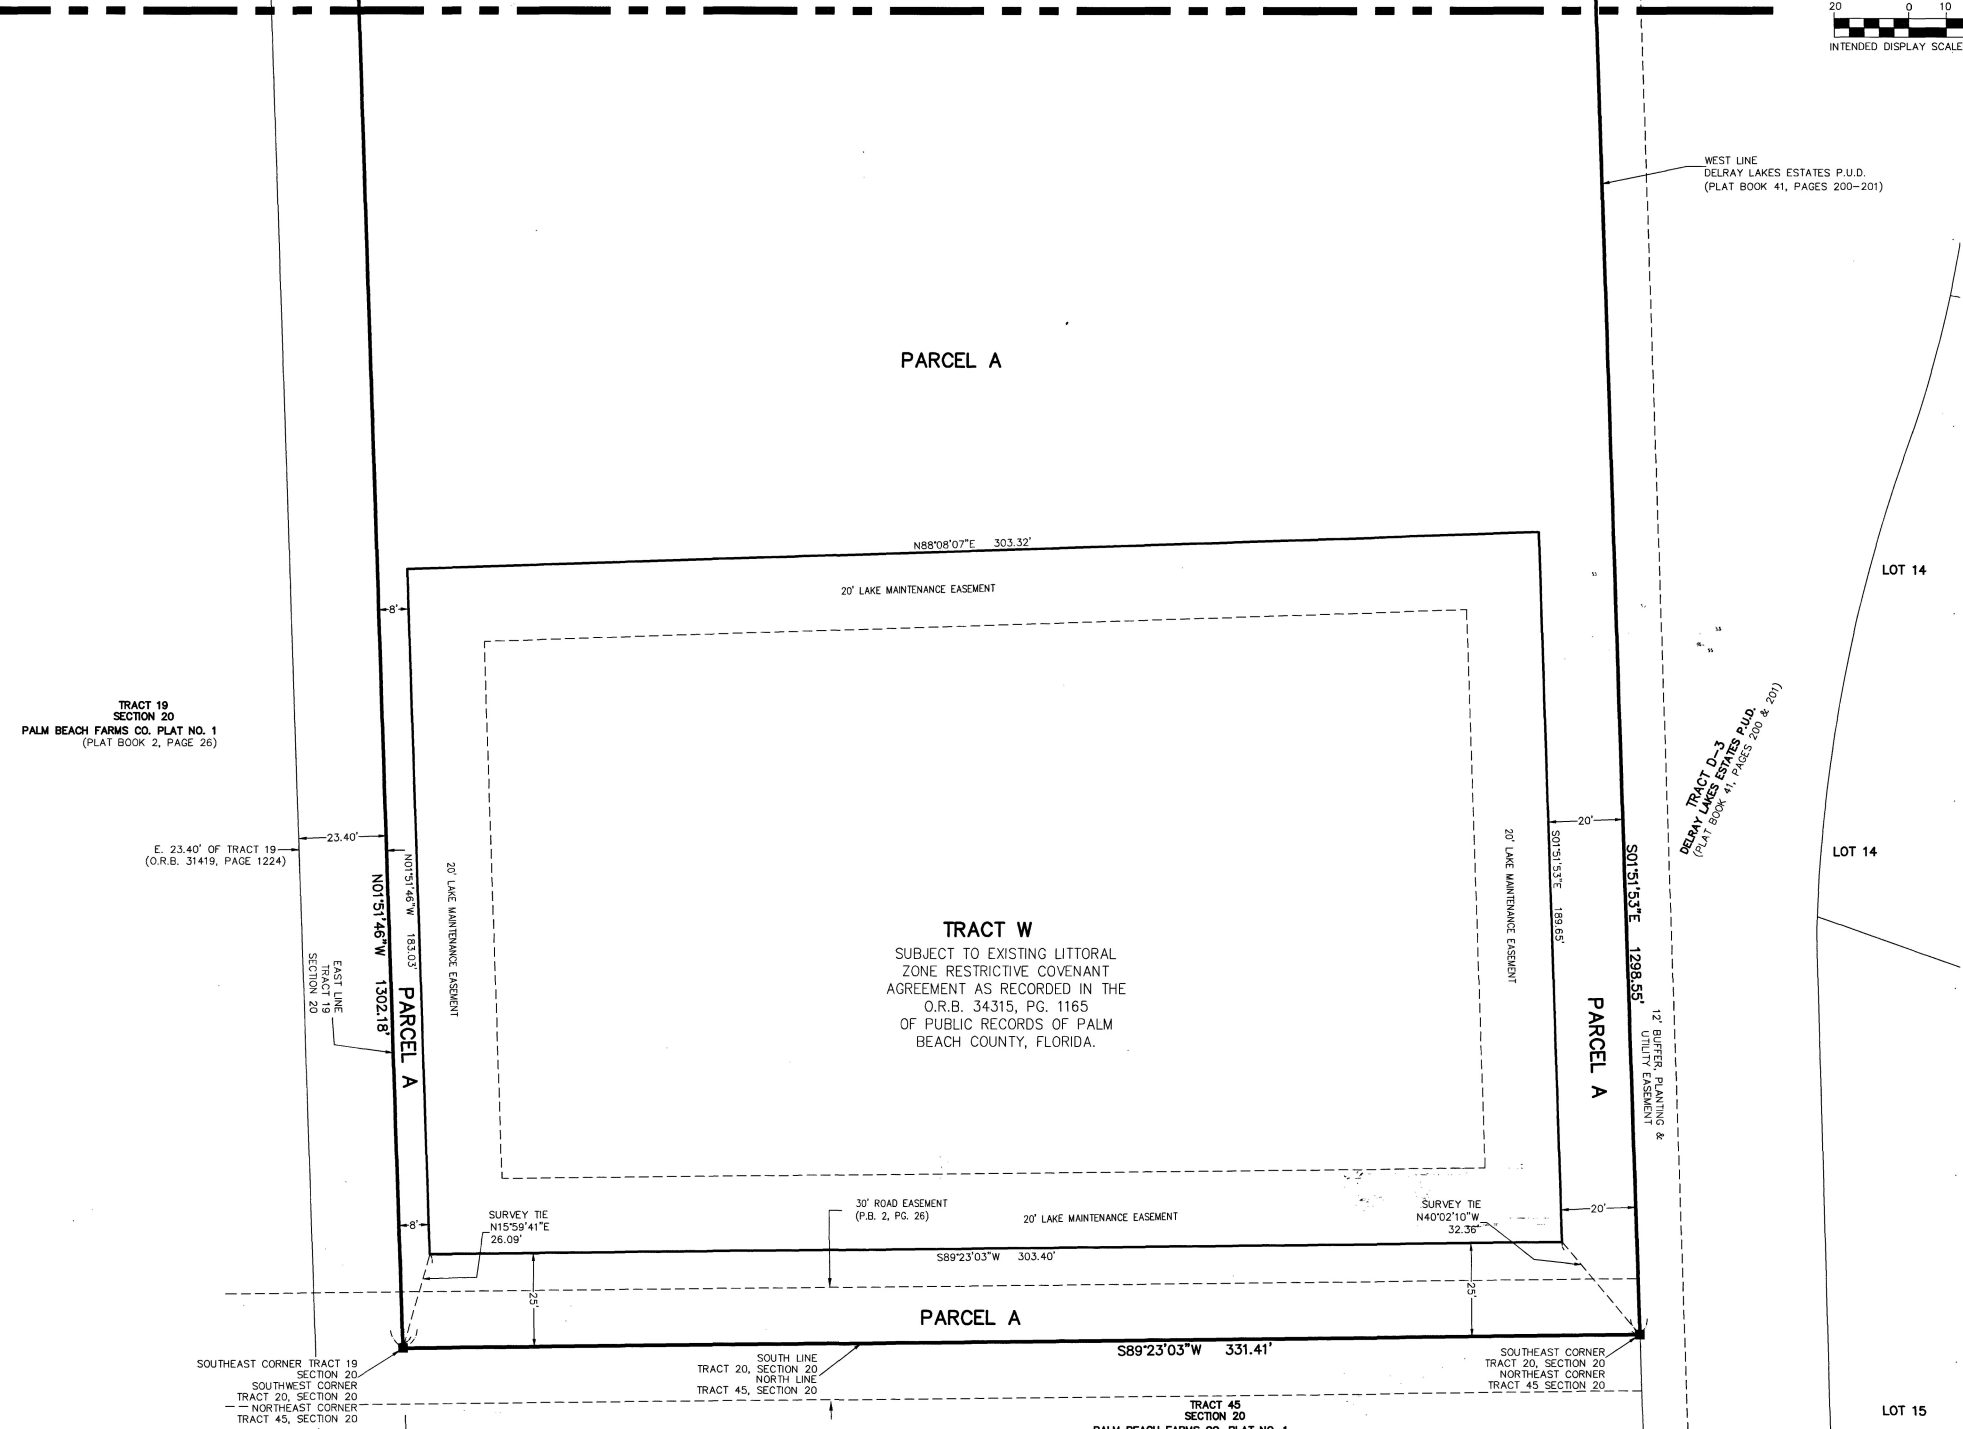 20 0 10
INTENDED DISPLAY SCALE
WEST LINE
DELRAY LAKES ESTATES P.U.D.
(PLAT BOOK 41, PAGES 200-201)
PARCEL A
N88°08'07"E 303.32'
20' LAKE MAINTENANCE EASEMENT
8'
LOT 14
TRACT 19
SECTION 20
PALM BEACH FARMS CO. PLAT NO. 1
(PLAT BOOK 2, PAGE 26)
TRACT D-3
DELRAY LAKES ESTATES P.U.D.
(PLAT BOOK 41, PAGES 200 & 201)
23.40'
E. 23.40' OF TRACT 19
(O.R.B. 31419, PAGE 1224)
N01°51'46"W 1302.18'
N01°51'46"W 183.03'
PARCEL A
20' LAKE MAINTENANCE EASEMENT
EAST LINE
TRACT 19
SECTION 20
TRACT W
SUBJECT TO EXISTING LITTORAL
ZONE RESTRICTIVE COVENANT
AGREEMENT AS RECORDED IN THE
O.R.B. 34315, PG. 1165
OF PUBLIC RECORDS OF PALM
BEACH COUNTY, FLORIDA.
20' LAKE MAINTENANCE EASEMENT
20'
S01°51'53"E 189.65'
S01°51'53"E 1298.55'
PARCEL A
12' BUFFER, PLANTING &
UTILITY EASEMENT
LOT 14
8'
SURVEY TIE
N15°59'41"E
26.09'
30' ROAD EASEMENT
(P.B. 2, PG. 26)
20' LAKE MAINTENANCE EASEMENT
SURVEY TIE
N40°02'10"W
32.36'
20'
S89°23'03"W 303.40'
25'
25'
PARCEL A
S89°23'03"W 331.41'
SOUTHEAST CORNER TRACT 19
SECTION 20
SOUTHWEST CORNER
TRACT 20, SECTION 20
NORTHEAST CORNER
TRACT 45, SECTION 20
SOUTH LINE
TRACT 20, SECTION 20
NORTH LINE
TRACT 45, SECTION 20
SOUTHEAST CORNER
TRACT 20, SECTION 20
NORTHEAST CORNER
TRACT 45 SECTION 20
TRACT 45
SECTION 20
PALM BEACH FARMS CO. PLAT NO. 1
LOT 15